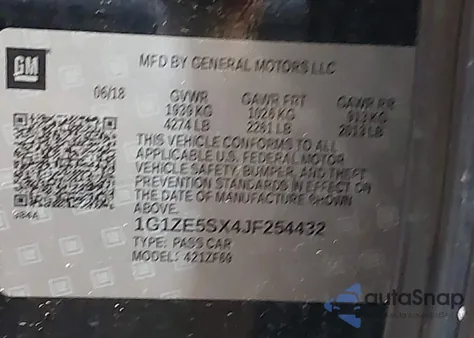 GM
MFD BY GENERAL MOTORS LLC
06/18 GVWR GAWR FRT GAWR RR
1939 KG 1026 KG 913 KG
4274 LB 2261 LB 2013 LB
THIS VEHICLE CONFORMS TO ALL
APPLICABLE U.S. FEDERAL MOTOR
VEHICLE SAFETY, BUMPER, AND THEFT
PREVENTION STANDARDS IN EFFECT ON
THE DATE OF MANUFACTURE SHOWN
ABOVE.
1G1ZE5SX4JF254432
TYPE: PASS CAR
MODEL: 421ZF69
autoSnap